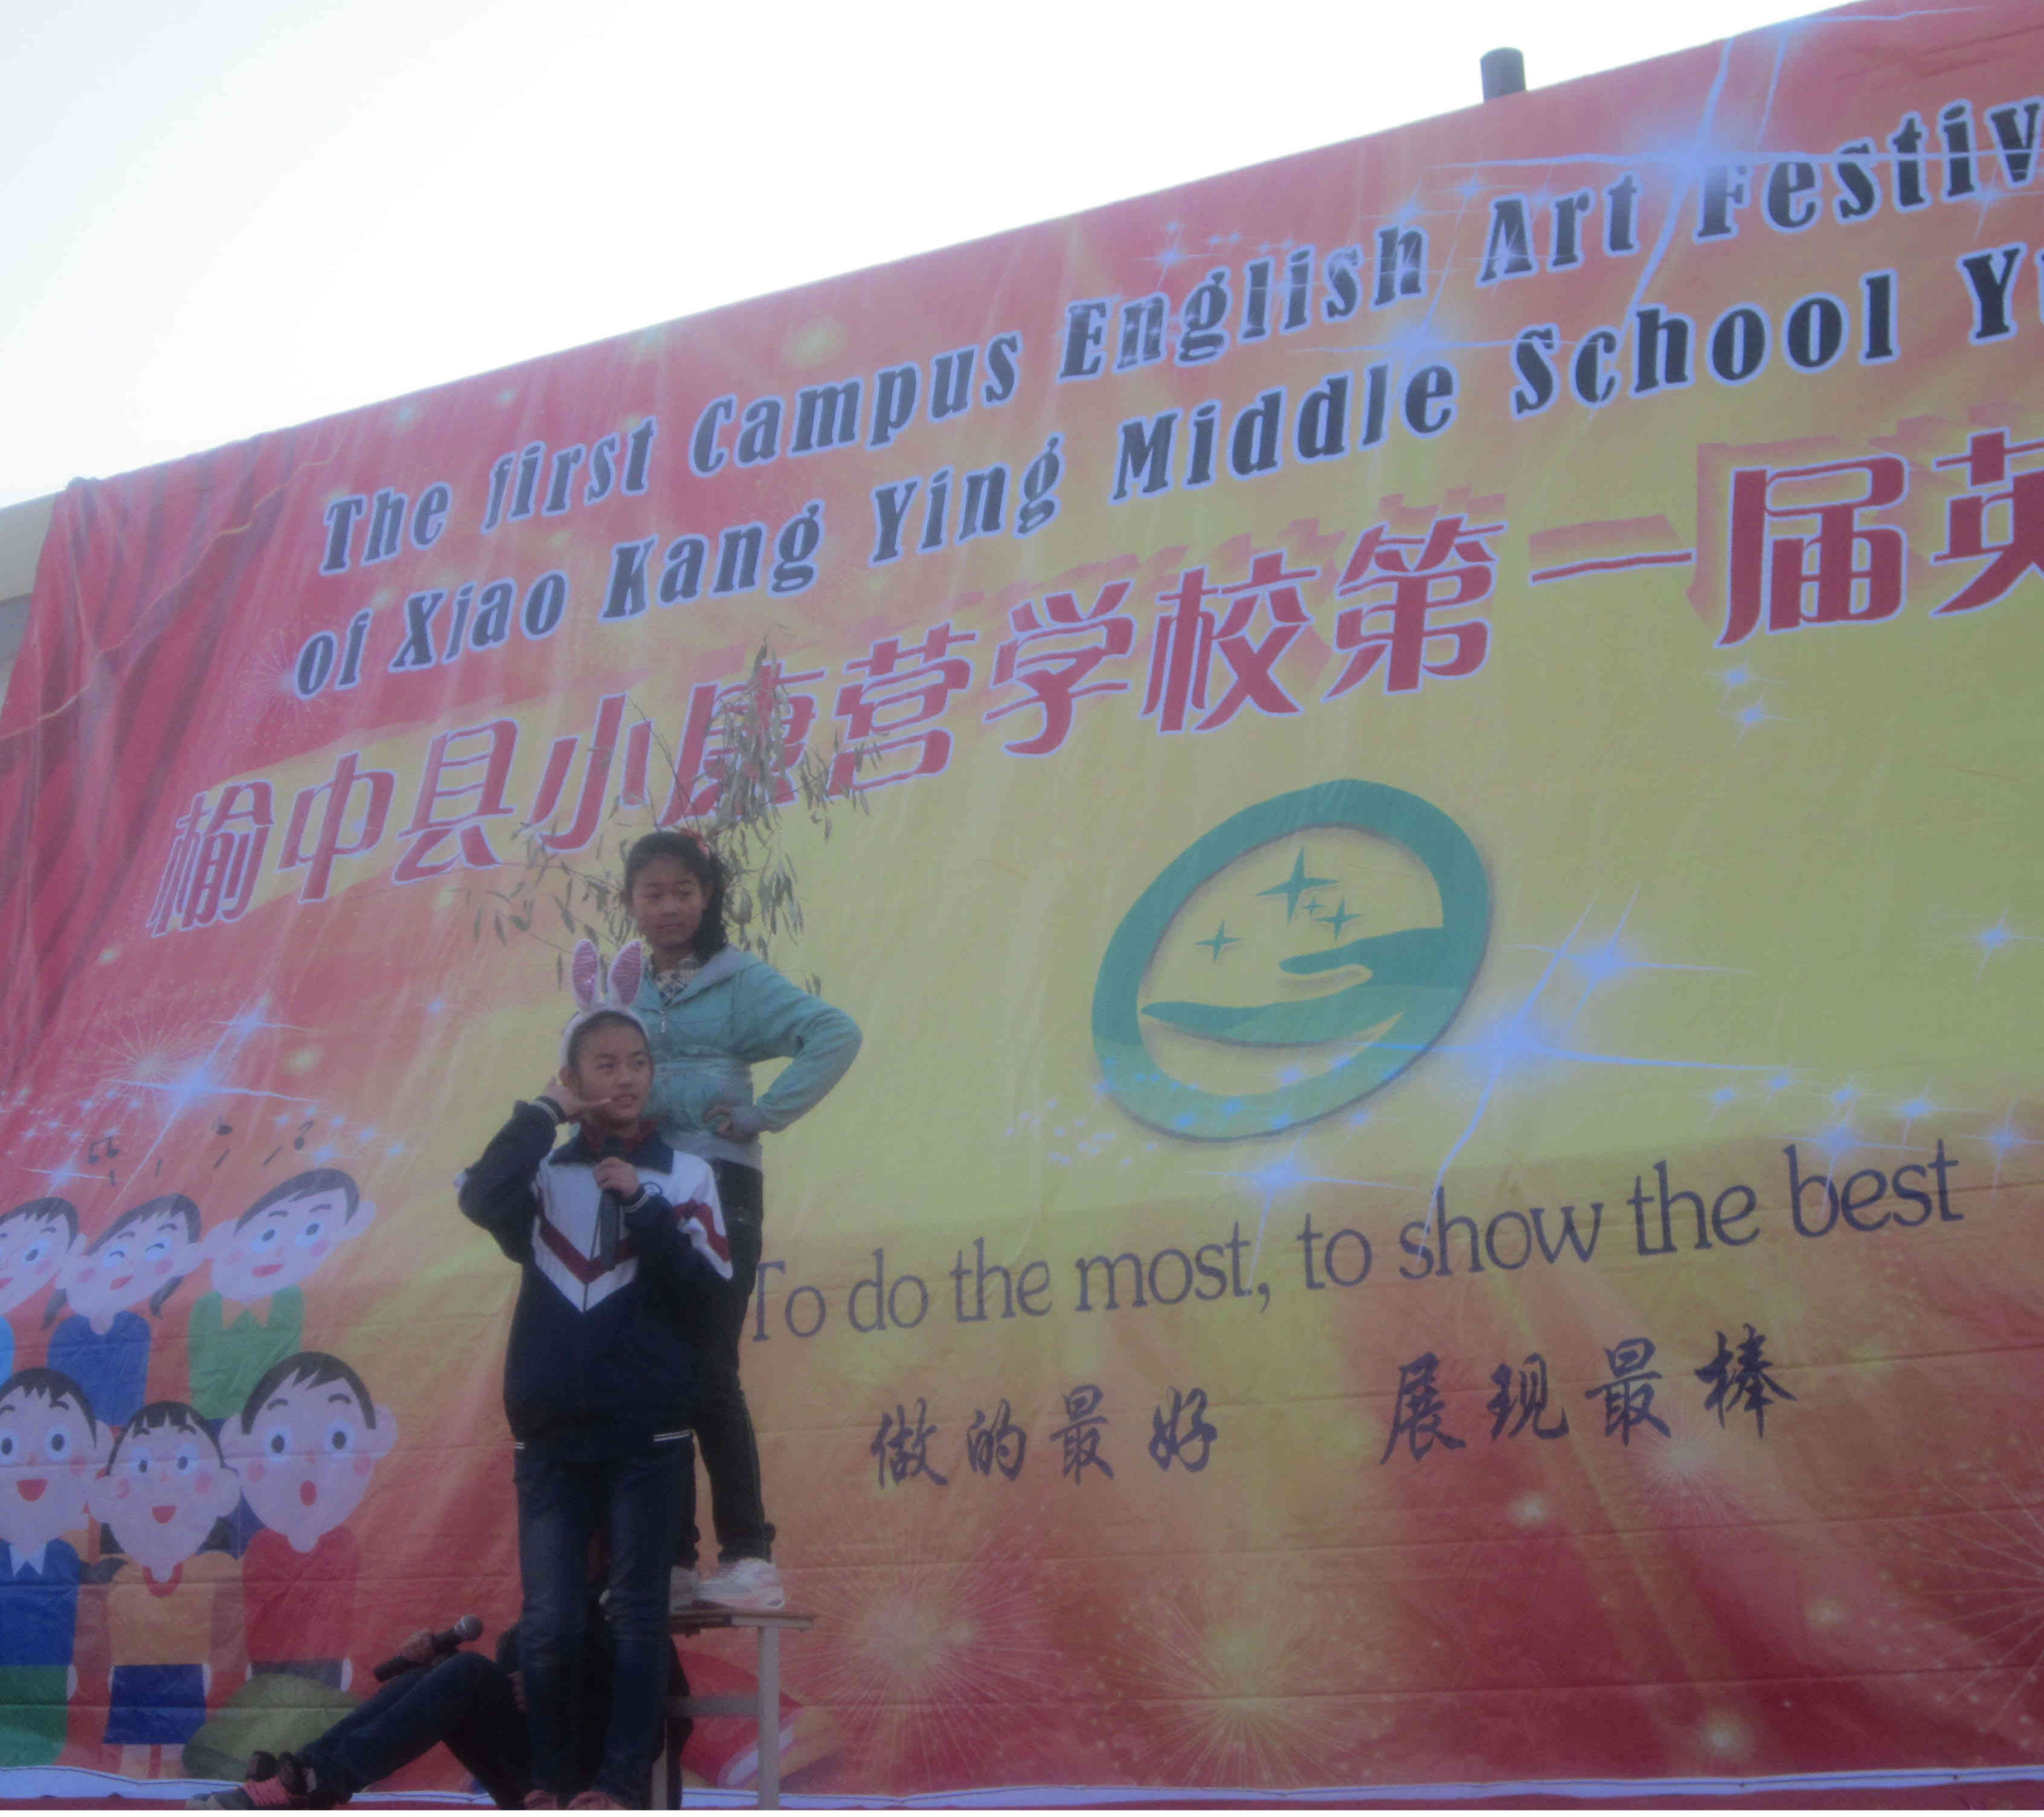 The first Campus English Art Festiv
of Xiao Kang Ying Middle School Yu
榆中县小康营学校第一届英
To do the most, to show the best
做的最好 展现最棒